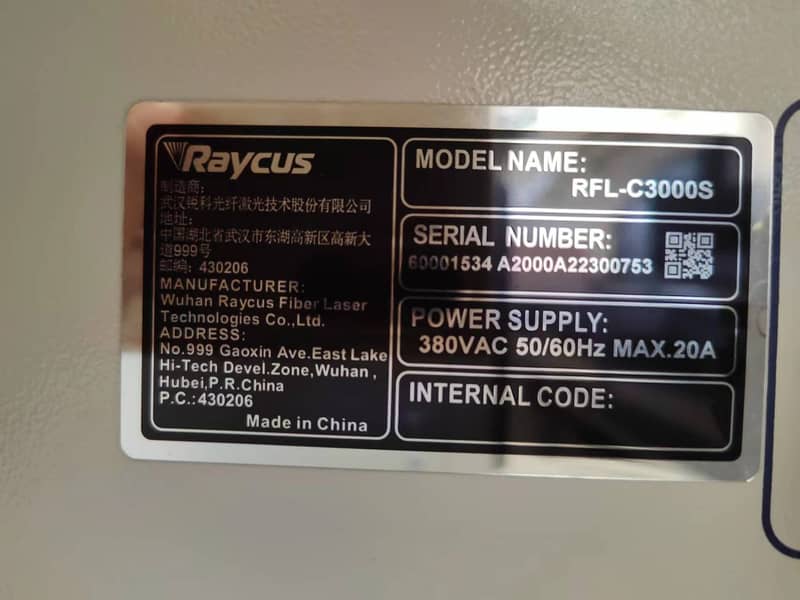 Raycus
制造商:
武汉锐科光纤激光技术股份有限公司
地址:
中国湖北省武汉市东湖高新区高新大
道999号
邮编: 430206
MANUFACTURER:
Wuhan Raycus Fiber Laser
Technologies Co.,Ltd.
ADDRESS:
No.999 Gaoxin Ave.East Lake
Hi-Tech Devel.Zone,Wuhan,
Hubei,P.R.China
P.C.:430206
Made in China
MODEL NAME:
RFL-C3000S
SERIAL NUMBER:
60001534 A2000A22300753
POWER SUPPLY:
380VAC 50/60Hz MAX.20A
INTERNAL CODE: